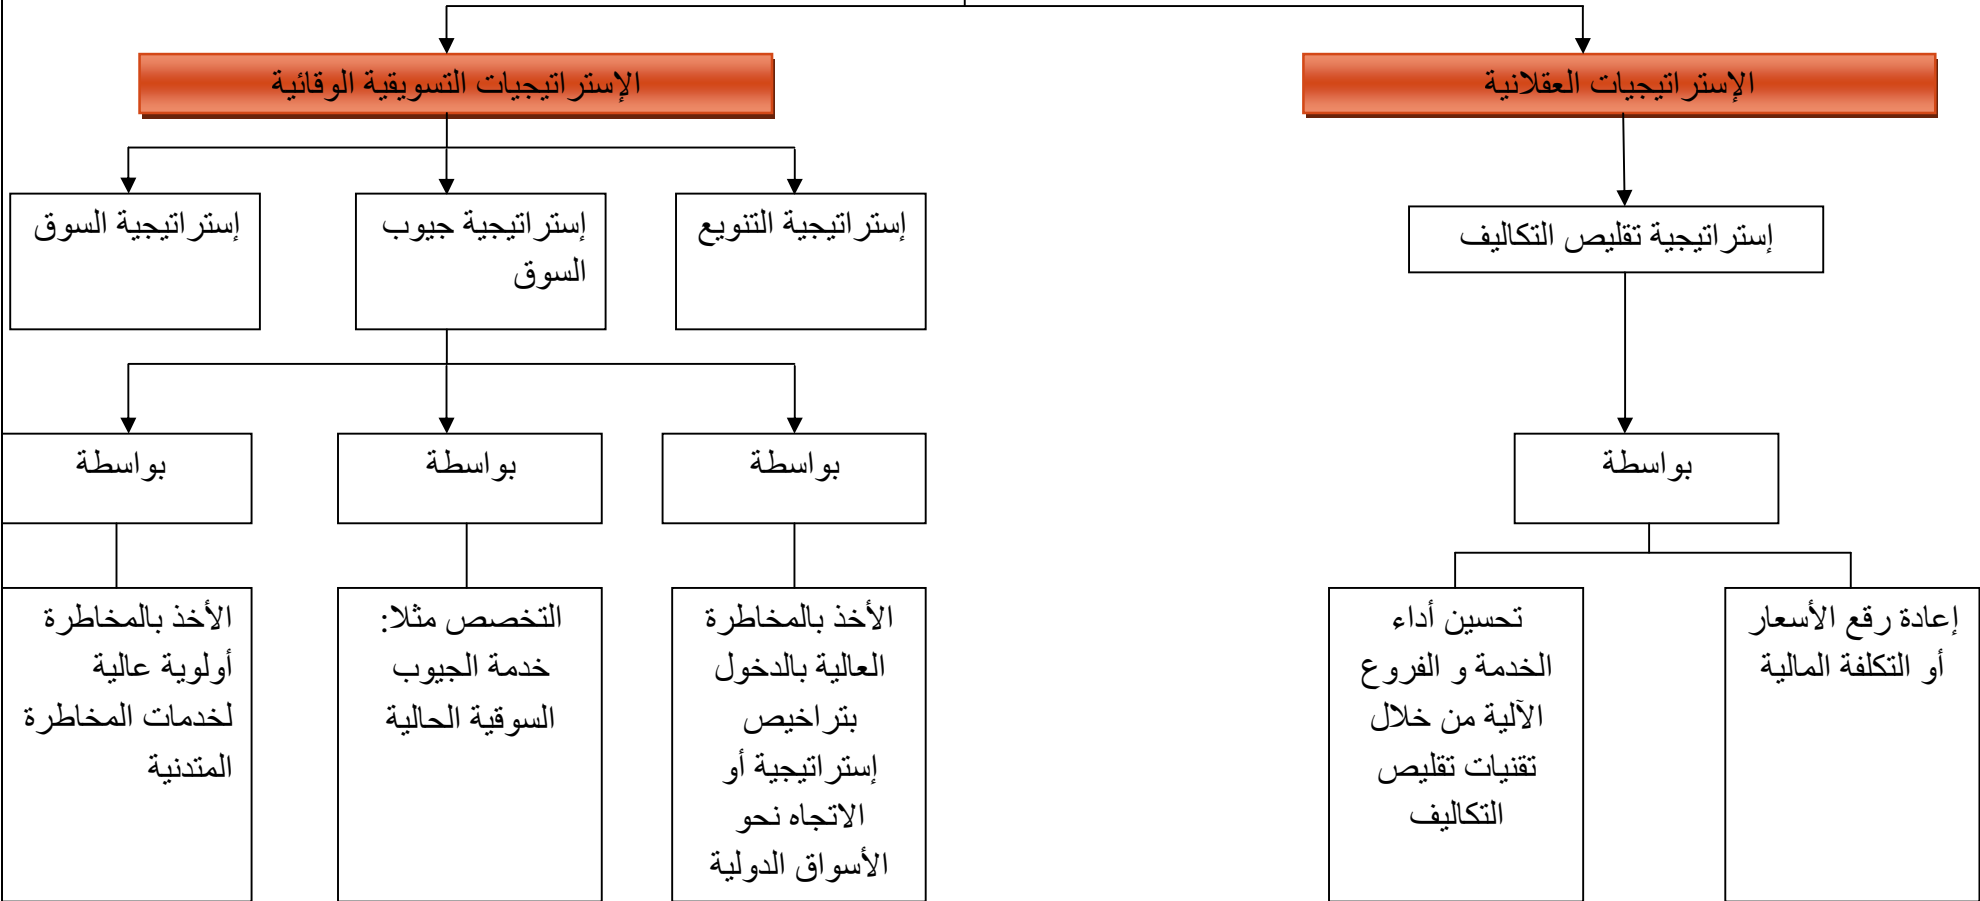 الإستراتيجيات العقلانية
الإستراتيجيات التسويقية الوقائية
إستراتيجية تقليص التكاليف
إستراتيجية التنويع
إستراتيجية جيوب
السوق
إستراتيجية السوق
بواسطة
بواسطة
بواسطة
بواسطة
إعادة رقع الأسعار
أو التكلفة المالية
تحسين أداء
الخدمة و الفروع
الآلية من خلال
تقنيات تقليص
التكاليف
الأخذ بالمخاطرة
العالية بالدخول
بتراخيص
إستراتيجية أو
الاتجاه نحو
الأسواق الدولية
التخصص مثلا:
خدمة الجيوب
السوقية الحالية
الأخذ بالمخاطرة
أولوية عالية
لخدمات المخاطرة
المتدنية